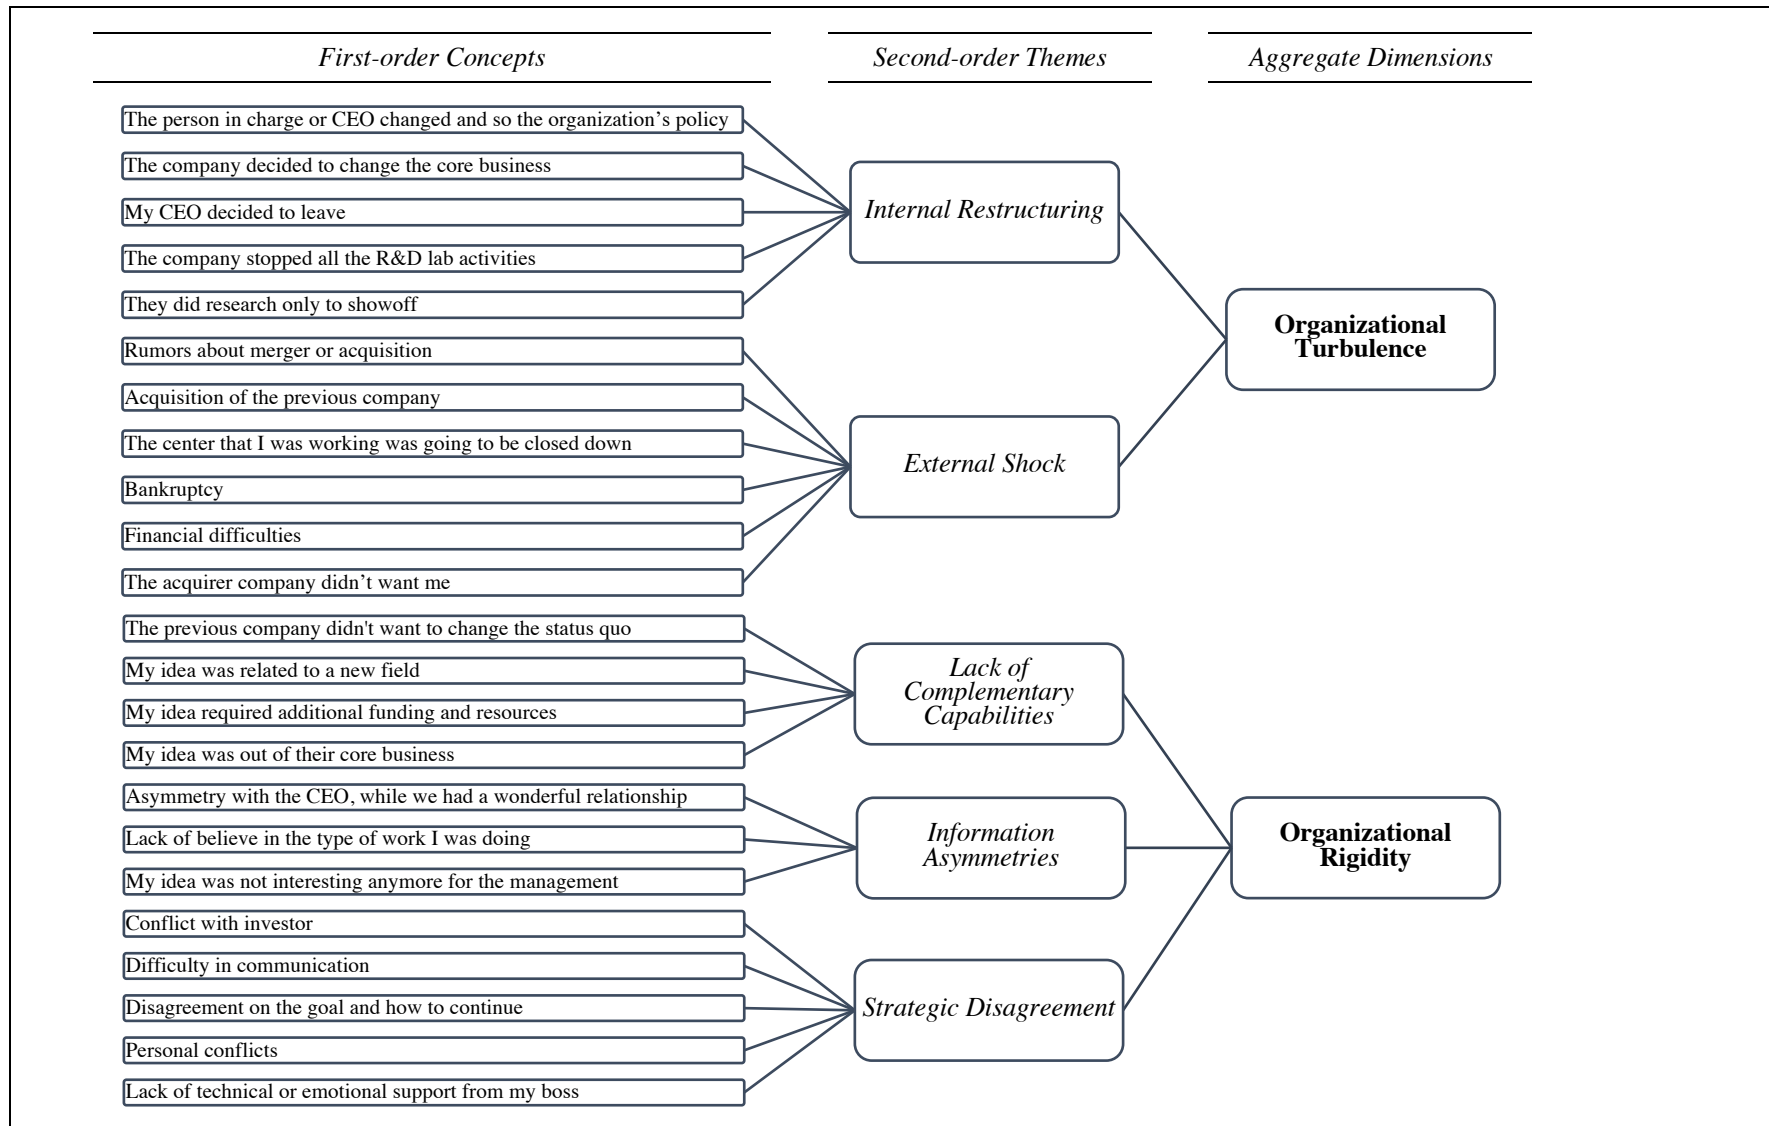 First-order Concepts
Second-order Themes
Aggregate Dimensions
The person in charge or CEO changed and so the organization’s policy
The company decided to change the core business
My CEO decided to leave
The company stopped all the R&D lab activities
They did research only to showoff
Internal Restructuring
Rumors about merger or acquisition
Acquisition of the previous company
The center that I was working was going to be closed down
Bankruptcy
Financial difficulties
The acquirer company didn’t want me
External Shock
Organizational
Turbulence
The previous company didn't want to change the status quo
My idea was related to a new field
My idea required additional funding and resources
My idea was out of their core business
Lack of
Complementary
Capabilities
Asymmetry with the CEO, while we had a wonderful relationship
Lack of believe in the type of work I was doing
My idea was not interesting anymore for the management
Information
Asymmetries
Conflict with investor
Difficulty in communication
Disagreement on the goal and how to continue
Personal conflicts
Lack of technical or emotional support from my boss
Strategic Disagreement
Organizational
Rigidity